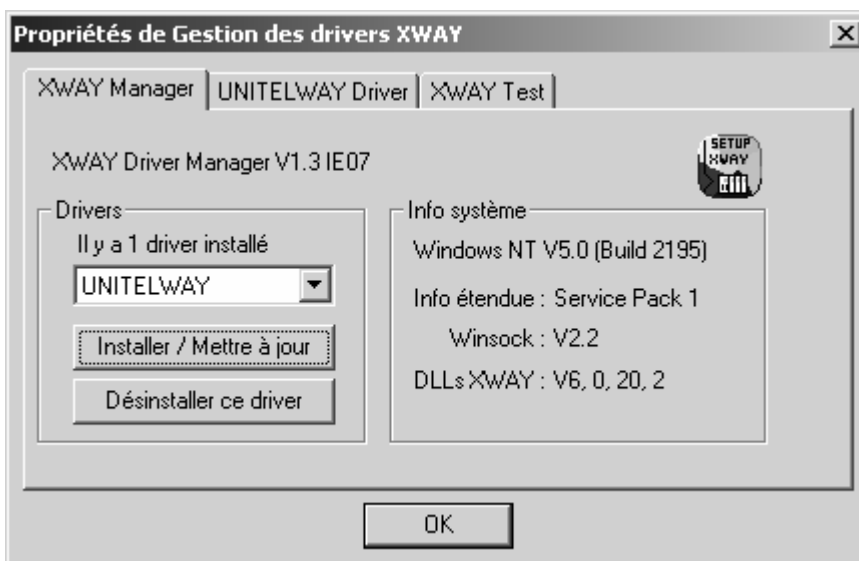 Propriétés de Gestion des drivers XWAY
XWAY Manager
UNITELWAY Driver
XWAY Test
XWAY Driver Manager V1.3 IE07
SETUP
XWAY
Drivers
Il y a 1 driver installé
UNITELWAY
Installer / Mettre à jour
Désinstaller ce driver
Info système
Windows NT V5.0 (Build 2195)
Info étendue : Service Pack 1
Winsock : V2.2
DLLs XWAY : V6, 0, 20, 2
OK